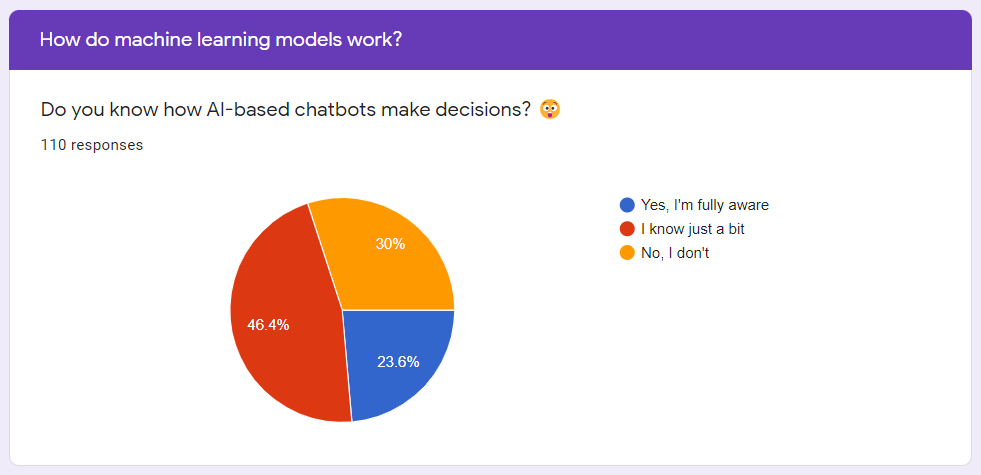 How do machine learning models work?
Do you know how AI-based chatbots make decisions? 😲
110 responses
Yes, I'm fully aware
I know just a bit
No, I don't
30%
46.4%
23.6%